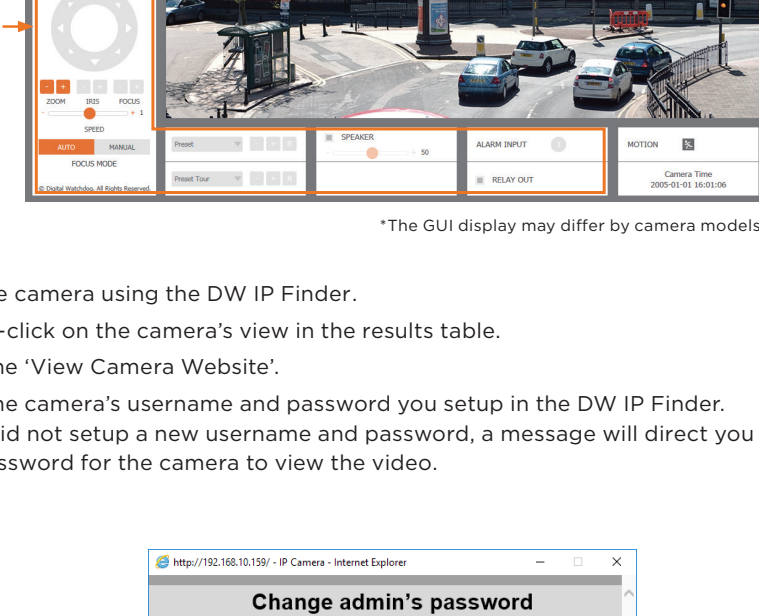 - + - + - +
ZOOM IRIS FOCUS
- + 1
SPEED
AUTO MANUAL
FOCUS MODE
© Digital Watchdog. All Rights Reserved.
Preset - + R
Preset Tour - + R
SPEAKER
- + 50
ALARM INPUT 1
RELAY OUT
MOTION
Camera Time
2005-01-01 16:01:06
*The GUI display may differ by camera models
e camera using the DW IP Finder.
-click on the camera’s view in the results table.
he ‘View Camera Website’.
he camera’s username and password you setup in the DW IP Finder.
id not setup a new username and password, a message will direct you
ssword for the camera to view the video.
http://192.168.10.159/ - IP Camera - Internet Explorer
Change admin's password